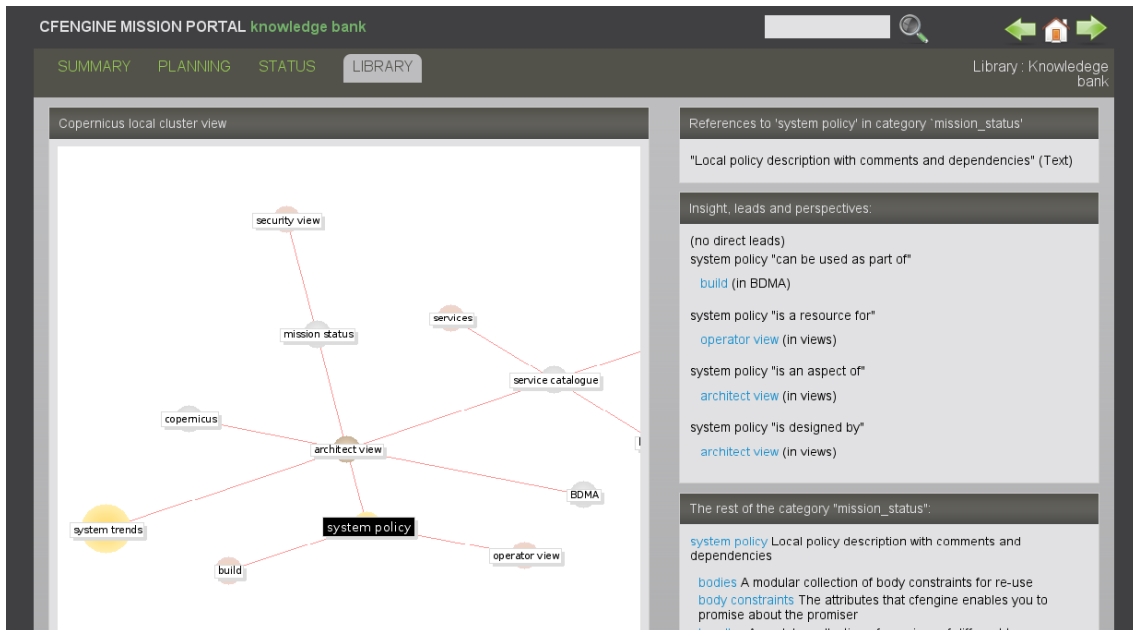 CFENGINE MISSION PORTAL knowledge bank
SUMMARY PLANNING STATUS LIBRARY
Library : Knowledege
bank
Copernicus local cluster view
security view
services
mission status
service catalogue
copernicus
architect view
BDMA
system trends
system policy
operator view
build
References to 'system policy' in category `mission_status'
"Local policy description with comments and dependencies" (Text)
Insight, leads and perspectives:
(no direct leads)
system policy "can be used as part of"
build (in BDMA)
system policy "is a resource for"
operator view (in views)
system policy "is an aspect of"
architect view (in views)
system policy "is designed by"
architect view (in views)
The rest of the category "mission_status":
system policy Local policy description with comments and
dependencies
bodies A modular collection of body constraints for re-use
body constraints The attributes that cfengine enables you to
promise about the promiser